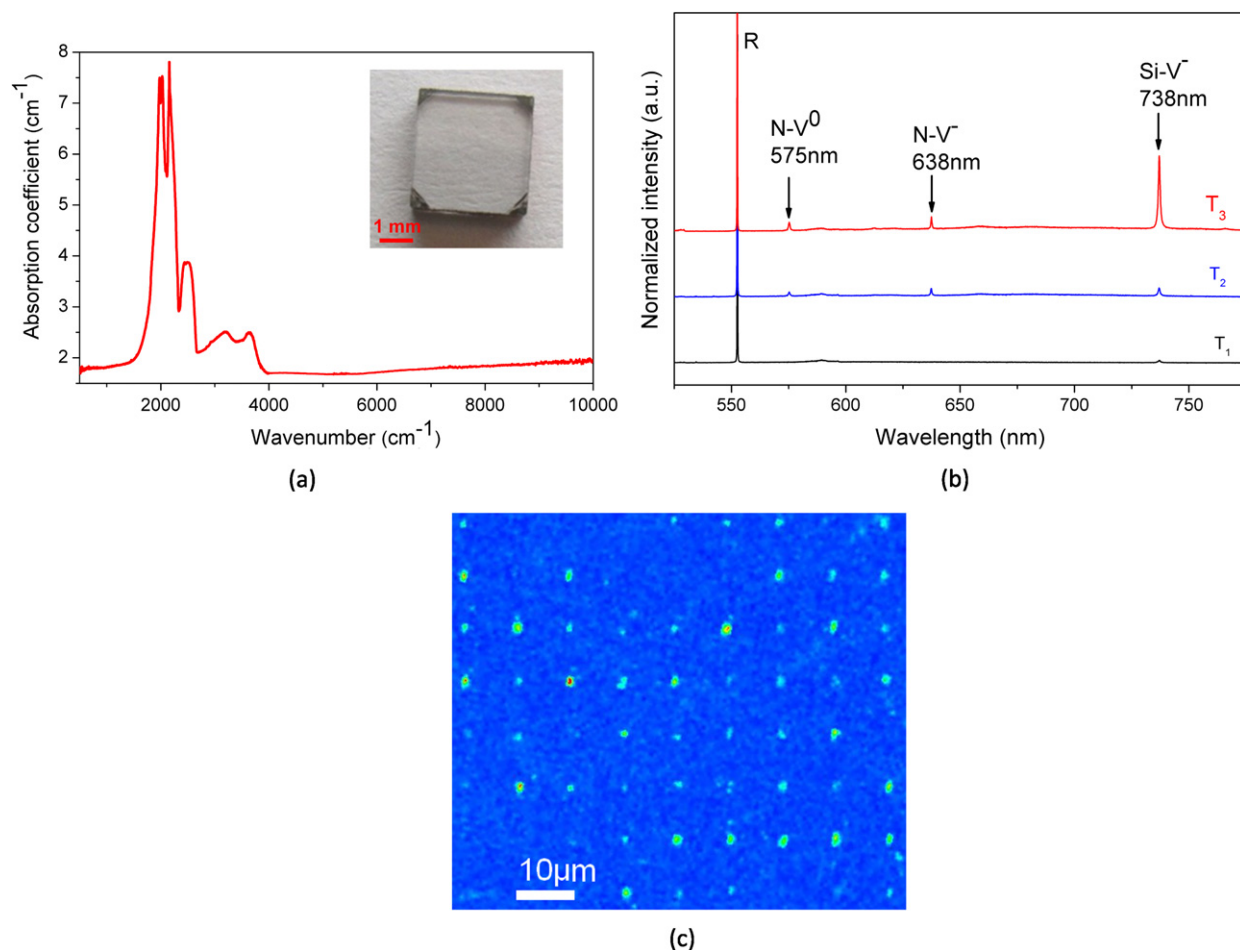 8
7
6
5
4
3
2
Absorption coefficient (cm⁻¹)
1 mm
2000 4000 6000 8000 10000
Wavenumber (cm⁻¹)
(a)
R
N-V⁰
575nm
N-V⁻
638nm
Si-V⁻
738nm
T₃
T₂
T₁
Normalized intensity (a.u.)
550 600 650 700 750
Wavelength (nm)
(b)
10µm
(c)